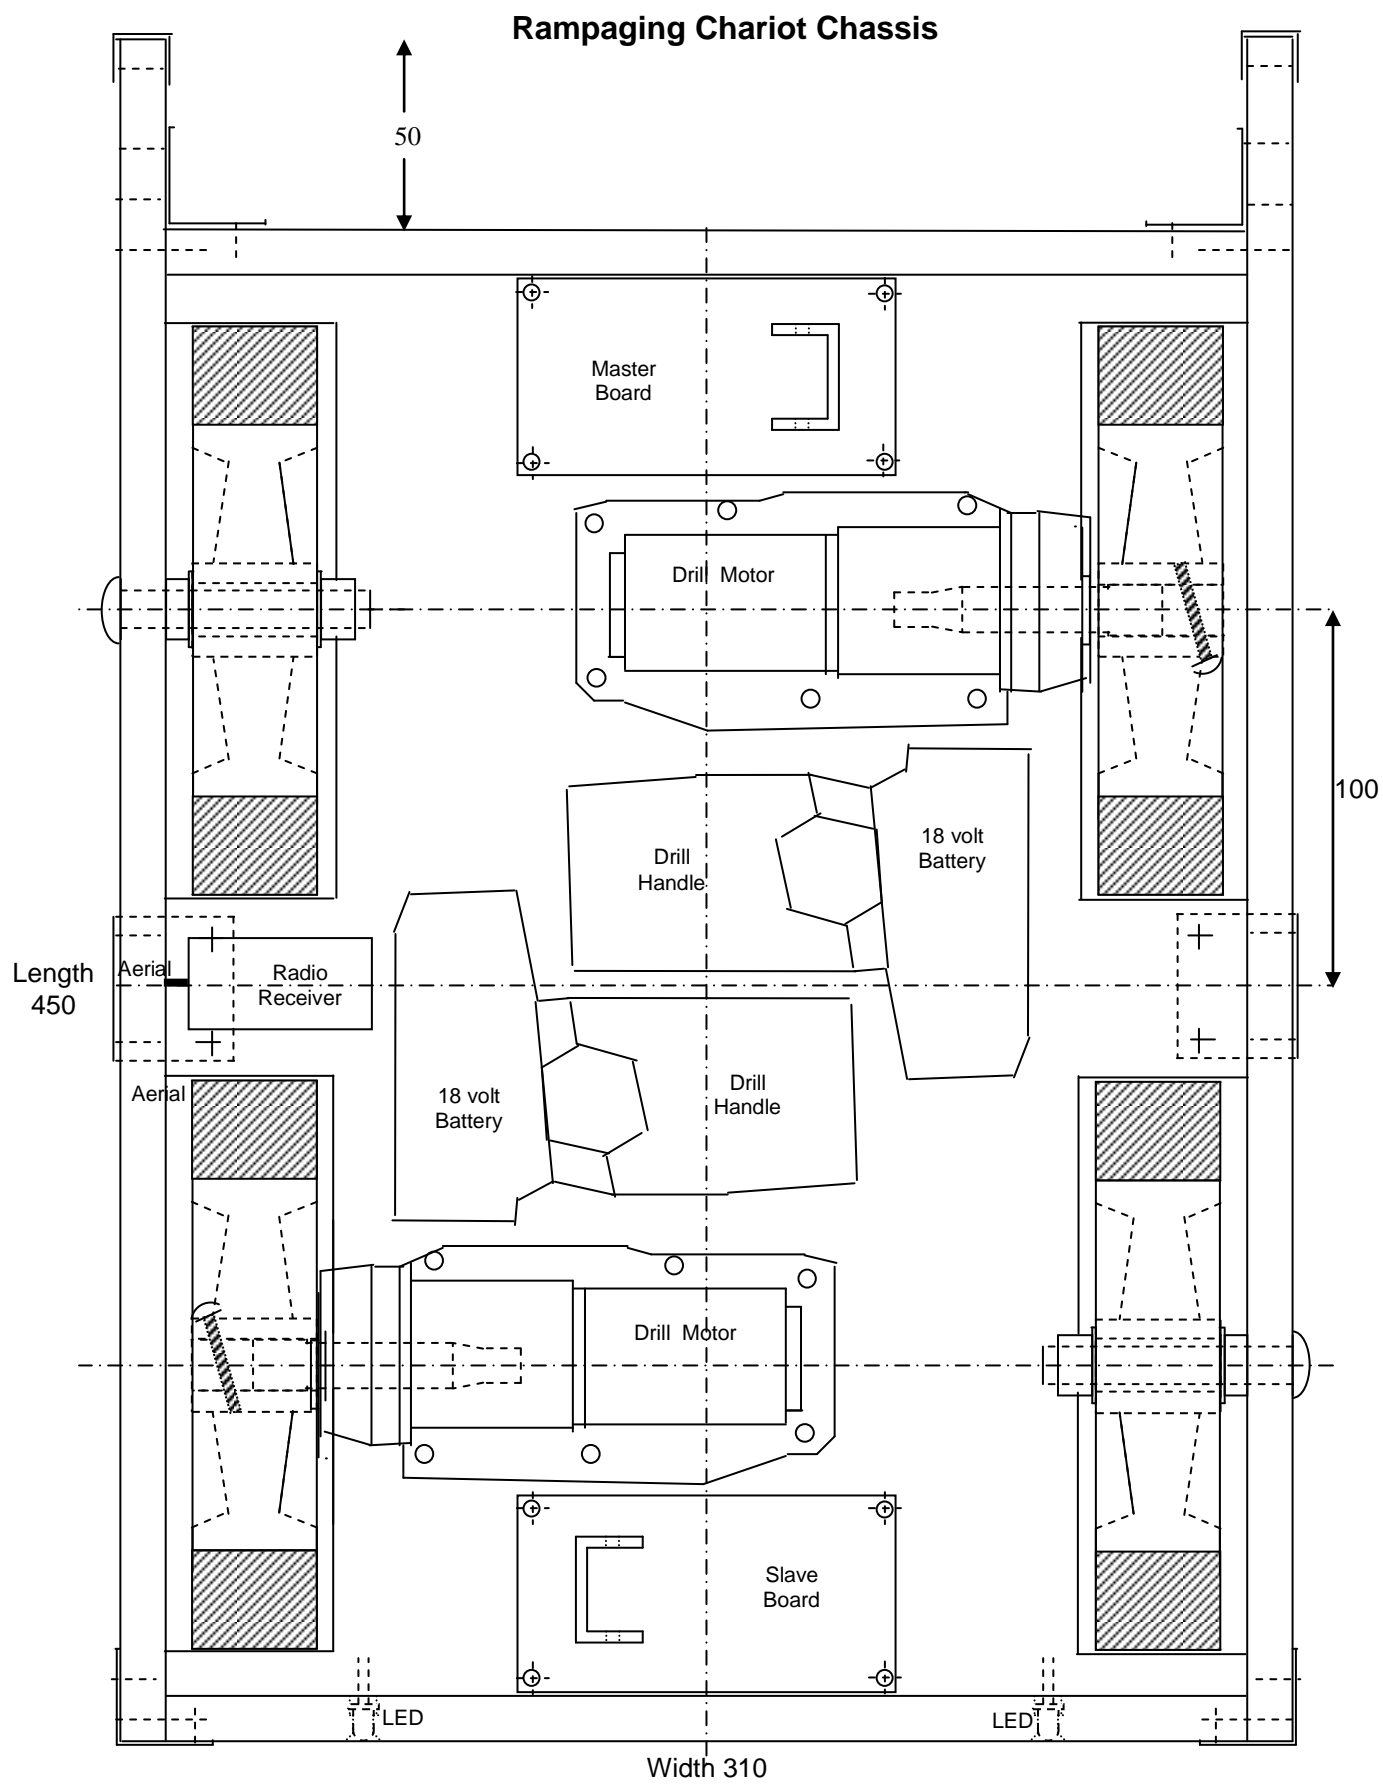 Rampaging Chariot Chassis
50
Master
Board
Drill Motor
100
18 volt
Battery
Drill
Handle
Length
450
Aerial
Radio
Receiver
Aerial
18 volt
Battery
Drill
Handle
Drill Motor
Slave
Board
LED
LED
Width 310